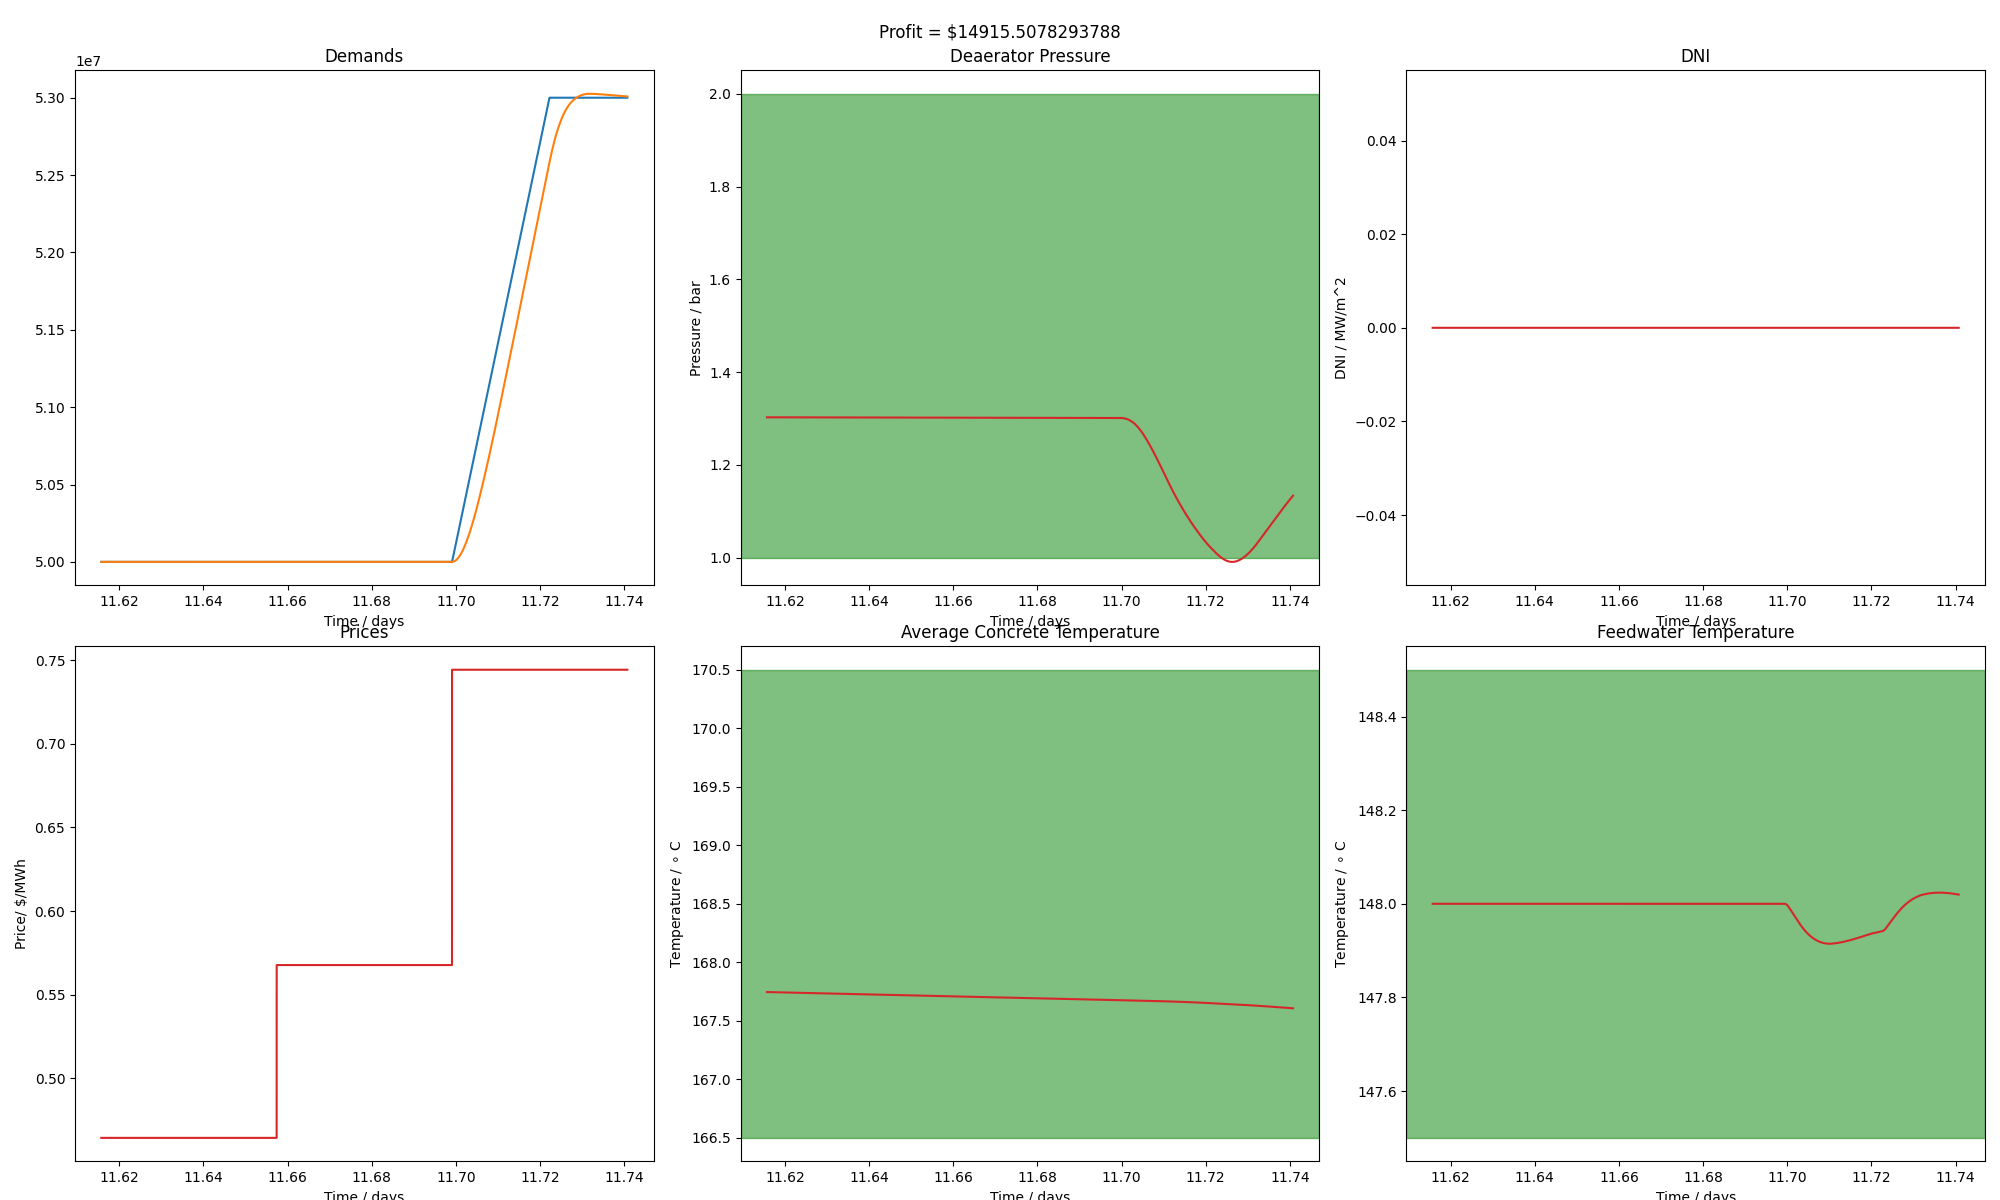 Profit = $14915.5078293788
Demands
1e7
5.30
5.25
5.20
5.15
5.10
5.05
5.00
11.62 11.64 11.66 11.68 11.70 11.72 11.74
Time / days
Deaerator Pressure
Pressure / bar
2.0
1.8
1.6
1.4
1.2
1.0
11.62 11.64 11.66 11.68 11.70 11.72 11.74
Time / days
DNI
DNI / MW/m^2
0.04
0.02
0.00
−0.02
−0.04
11.62 11.64 11.66 11.68 11.70 11.72 11.74
Time / days
Prices
Price/ $/MWh
0.75
0.70
0.65
0.60
0.55
0.50
11.62 11.64 11.66 11.68 11.70 11.72 11.74
Time / days
Average Concrete Temperature
Temperature / ∘ C
170.5
170.0
169.5
169.0
168.5
168.0
167.5
167.0
166.5
11.62 11.64 11.66 11.68 11.70 11.72 11.74
Time / days
Feedwater Temperature
Temperature / ∘ C
148.4
148.2
148.0
147.8
147.6
11.62 11.64 11.66 11.68 11.70 11.72 11.74
Time / days